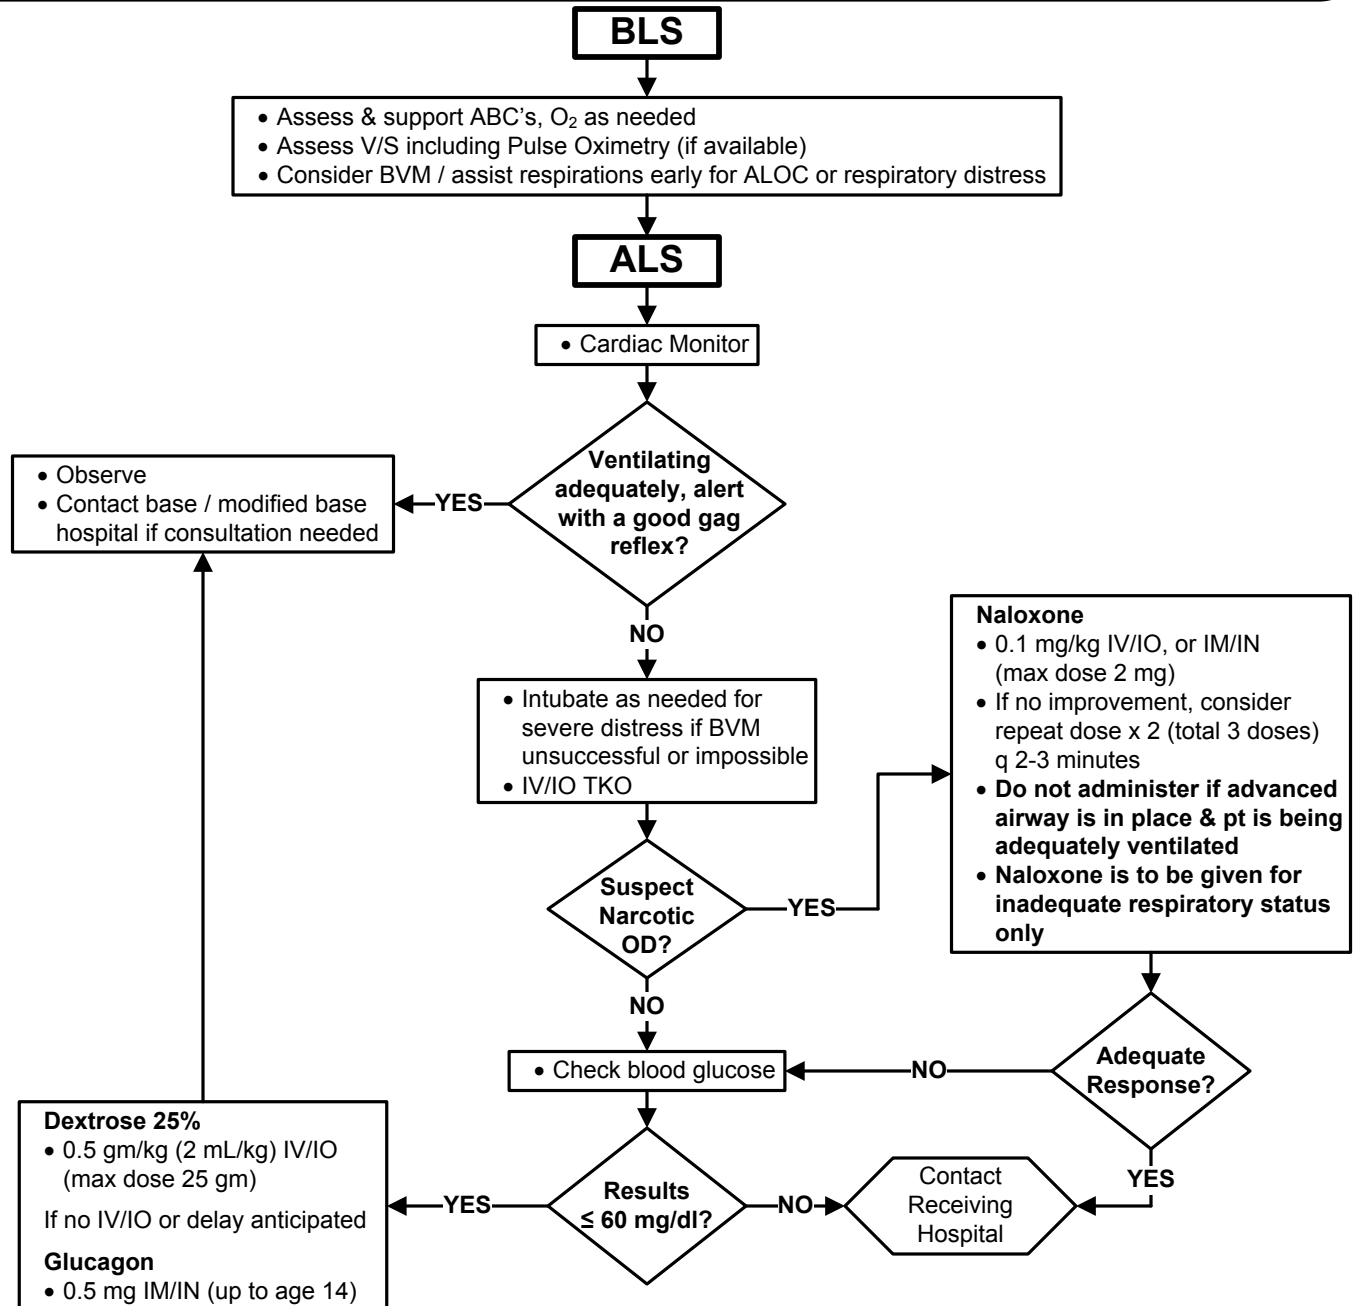 BLS
• Assess & support ABC's, O₂ as needed
• Assess V/S including Pulse Oximetry (if available)
• Consider BVM / assist respirations early for ALOC or respiratory distress
ALS
• Cardiac Monitor
Ventilating
adequately, alert
with a good gag
reflex?
YES
• Observe
• Contact base / modified base
hospital if consultation needed
NO
• Intubate as needed for
severe distress if BVM
unsuccessful or impossible
• IV/IO TKO
Suspect
Narcotic
OD?
YES
Naloxone
• 0.1 mg/kg IV/IO, or IM/IN
(max dose 2 mg)
• If no improvement, consider
repeat dose x 2 (total 3 doses)
q 2-3 minutes
• Do not administer if advanced
airway is in place & pt is being
adequately ventilated
• Naloxone is to be given for
inadequate respiratory status
only
NO
• Check blood glucose
NO
Adequate
Response?
YES
Results
≤ 60 mg/dl?
NO
Contact
Receiving
Hospital
YES
Dextrose 25%
• 0.5 gm/kg (2 mL/kg) IV/IO
(max dose 25 gm)
If no IV/IO or delay anticipated
Glucagon
• 0.5 mg IM/IN (up to age 14)